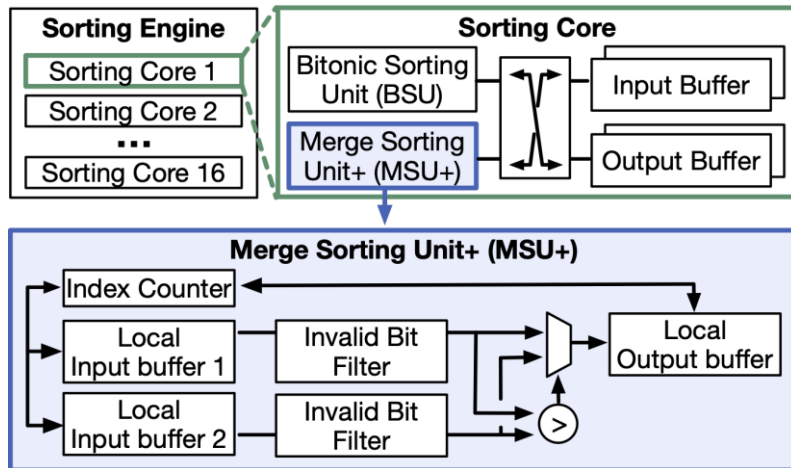 Sorting Engine
Sorting Core 1
Sorting Core 2
...
Sorting Core 16
Sorting Core
Bitonic Sorting
Unit (BSU)
Merge Sorting
Unit+ (MSU+)
Input Buffer
Output Buffer
Merge Sorting Unit+ (MSU+)
Index Counter
Local
Input buffer 1
Invalid Bit
Filter
Local
Input buffer 2
Invalid Bit
Filter
>
Local
Output buffer